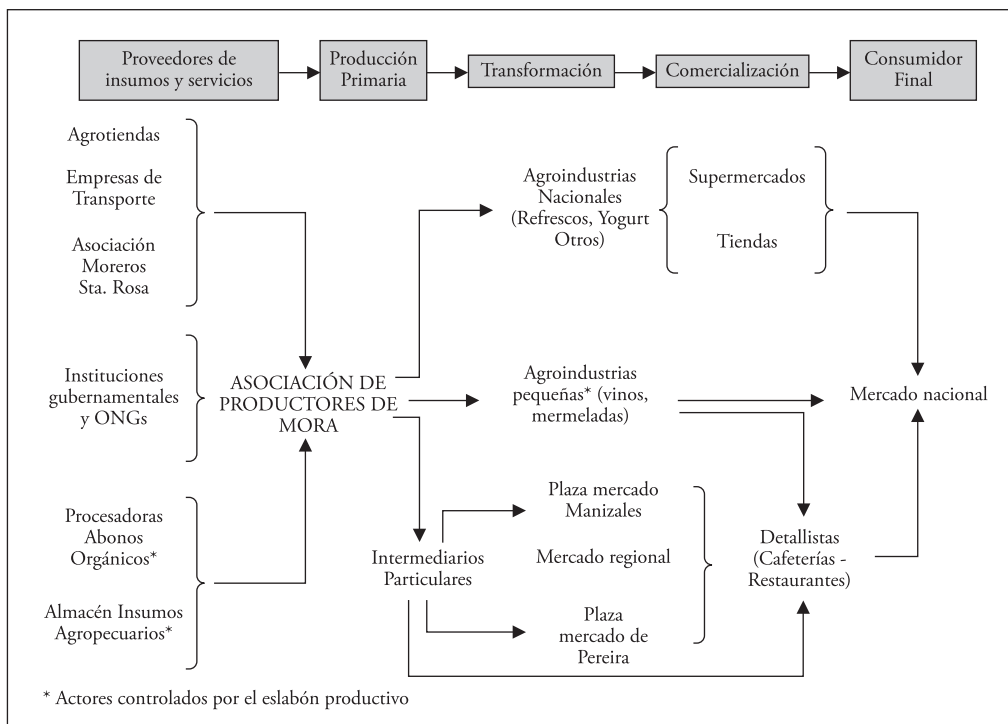 Proveedores de
insumos y servicios
Producción
Primaria
Transformación
Comercialización
Consumidor
Final
Agrotiendas
Empresas de
Transporte
Asociación
Moreros
Sta. Rosa
Instituciones
gubernamentales
y ONGs
Procesadoras
Abonos
Orgánicos*
Almacén Insumos
Agropecuarios*
ASOCIACIÓN DE
PRODUCTORES DE
MORA
Agroindustrias
Nacionales
(Refrescos, Yogurt
Otros)
Supermercados
Tiendas
Agroindustrias
pequeñas* (vinos,
mermeladas)
Mercado nacional
Intermediarios
Particulares
Plaza mercado
Manizales
Mercado regional
Plaza
mercado de
Pereira
Detallistas
(Cafeterías -
Restaurantes)
* Actores controlados por el eslabón productivo